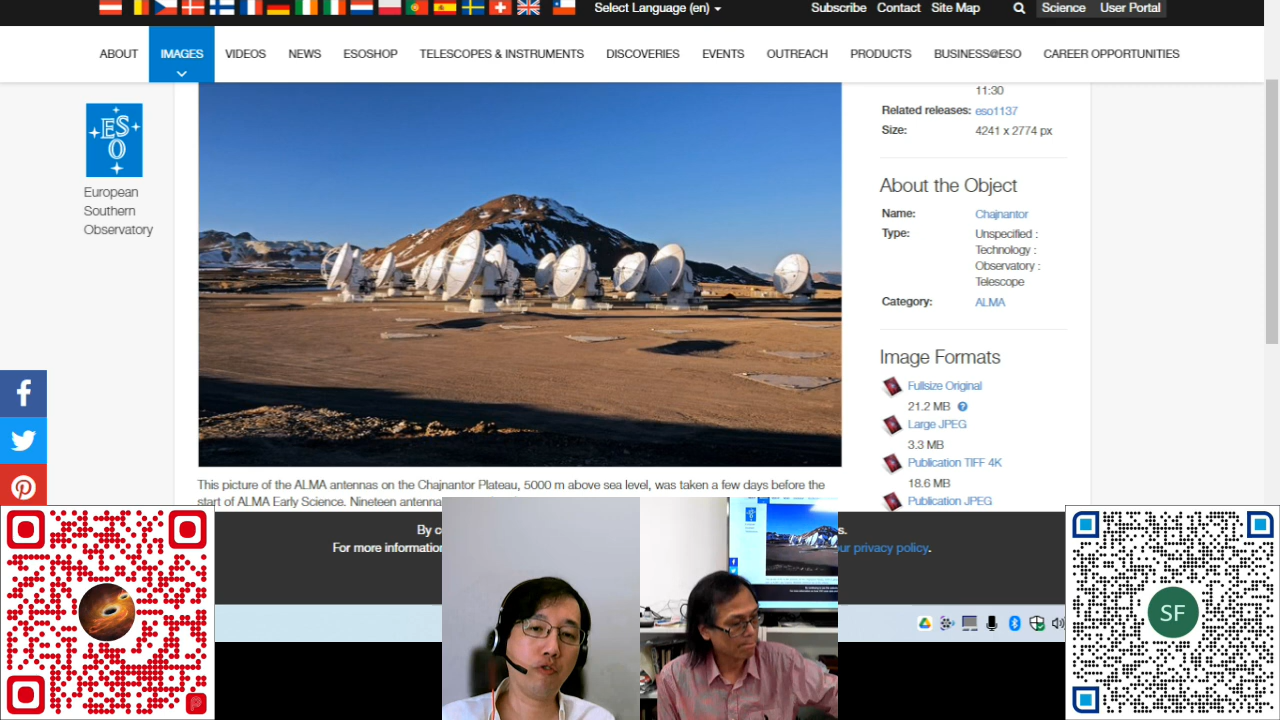 Select Language (en)
Subscribe Contact Site Map
Science User Portal
ABOUT IMAGES VIDEOS NEWS ESOSHOP TELESCOPES & INSTRUMENTS DISCOVERIES EVENTS OUTREACH PRODUCTS BUSINESS@ESO CAREER OPPORTUNITIES
ESO
European
Southern
Observatory
11:30
Related releases: eso1137
Size: 4241 x 2774 px
About the Object
Name: Chajnantor
Type: Unspecified :
Technology :
Observatory :
Telescope
Category: ALMA
Image Formats
Fullsize Original
21.2 MB
Large JPEG
3.3 MB
Publication TIFF 4K
18.6 MB
Publication JPEG
This picture of the ALMA antennas on the Chajnantor Plateau, 5000 m above sea level, was taken a few days before the
start of ALMA Early Science. Nineteen antenna
By c
s.
For more information
ur privacy policy.
SF